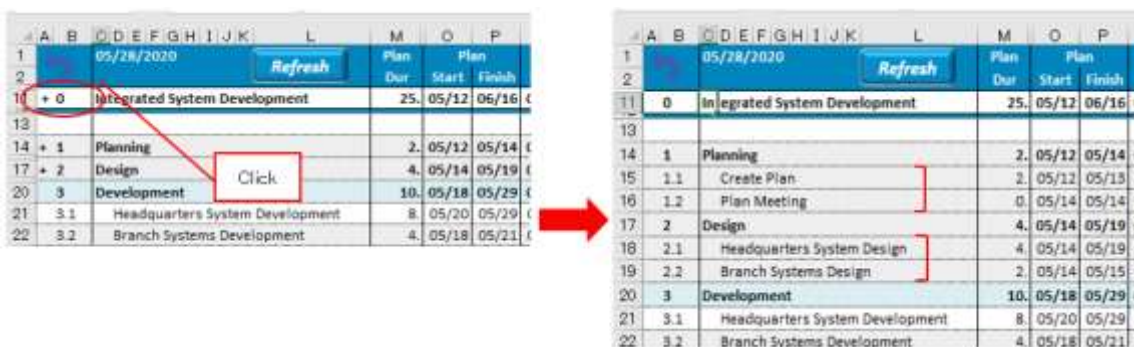 A B C D E F G H I J K L M O P
1 05/28/2020 Refresh Plan Plan
2 Dur Start Finish
+ 0 Integrated System Development 25. 05/12 06/16
13
14 + 1 Planning 2. 05/12 05/14
17 + 2 Design 4. 05/14 05/19
20 3 Development 10. 05/18 05/29
21 3.1 Headquarters System Development 8. 05/20 05/29
22 3.2 Branch Systems Development 4. 05/18 05/21
Click
A B C D E F G H I J K L M O P
1 05/28/2020 Refresh Plan Plan
2 Dur Start Finish
11 0 Integrated System Development 25. 05/12 06/16
13
14 1 Planning 2. 05/12 05/14
15 1.1 Create Plan 2. 05/12 05/13
16 1.2 Plan Meeting 0. 05/14 05/14
17 2 Design 4. 05/14 05/19
18 2.1 Headquarters System Design 4. 05/14 05/19
19 2.2 Branch Systems Design 2. 05/14 05/15
20 3 Development 10. 05/18 05/29
21 3.1 Headquarters System Development 8. 05/20 05/29
22 3.2 Branch Systems Development 4. 05/18 05/21